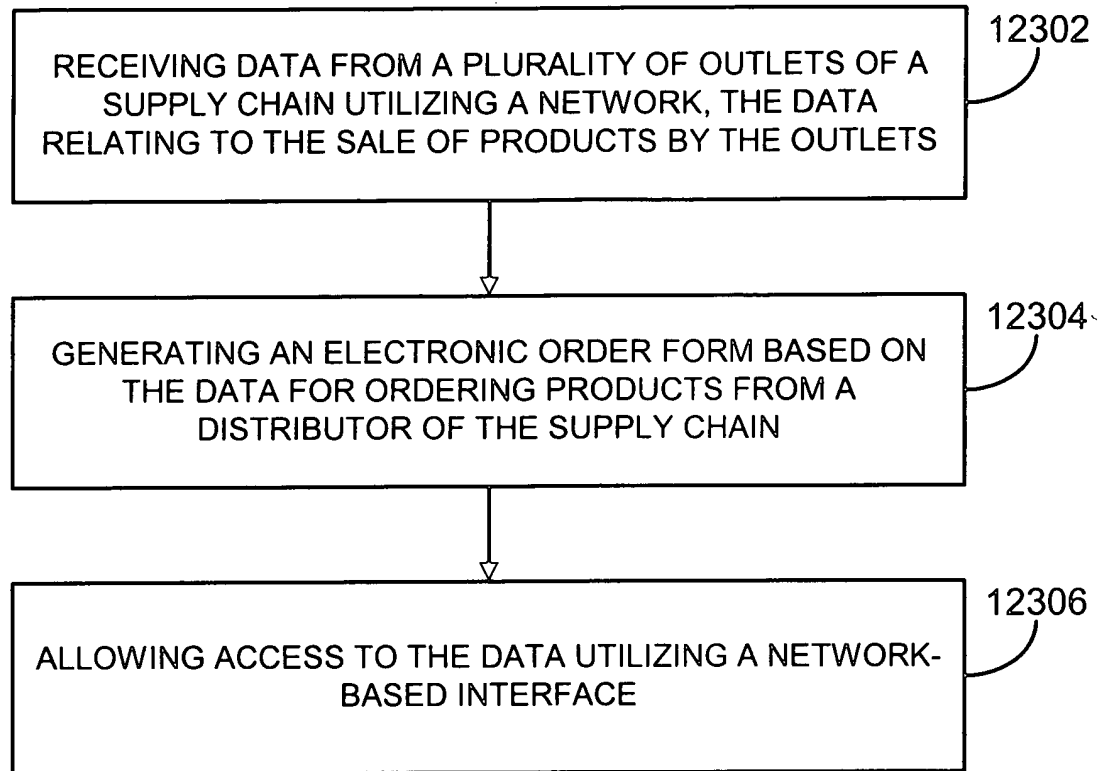 12302
RECEIVING DATA FROM A PLURALITY OF OUTLETS OF A
SUPPLY CHAIN UTILIZING A NETWORK, THE DATA
RELATING TO THE SALE OF PRODUCTS BY THE OUTLETS
12304
GENERATING AN ELECTRONIC ORDER FORM BASED ON
THE DATA FOR ORDERING PRODUCTS FROM A
DISTRIBUTOR OF THE SUPPLY CHAIN
12306
ALLOWING ACCESS TO THE DATA UTILIZING A NETWORK-
BASED INTERFACE